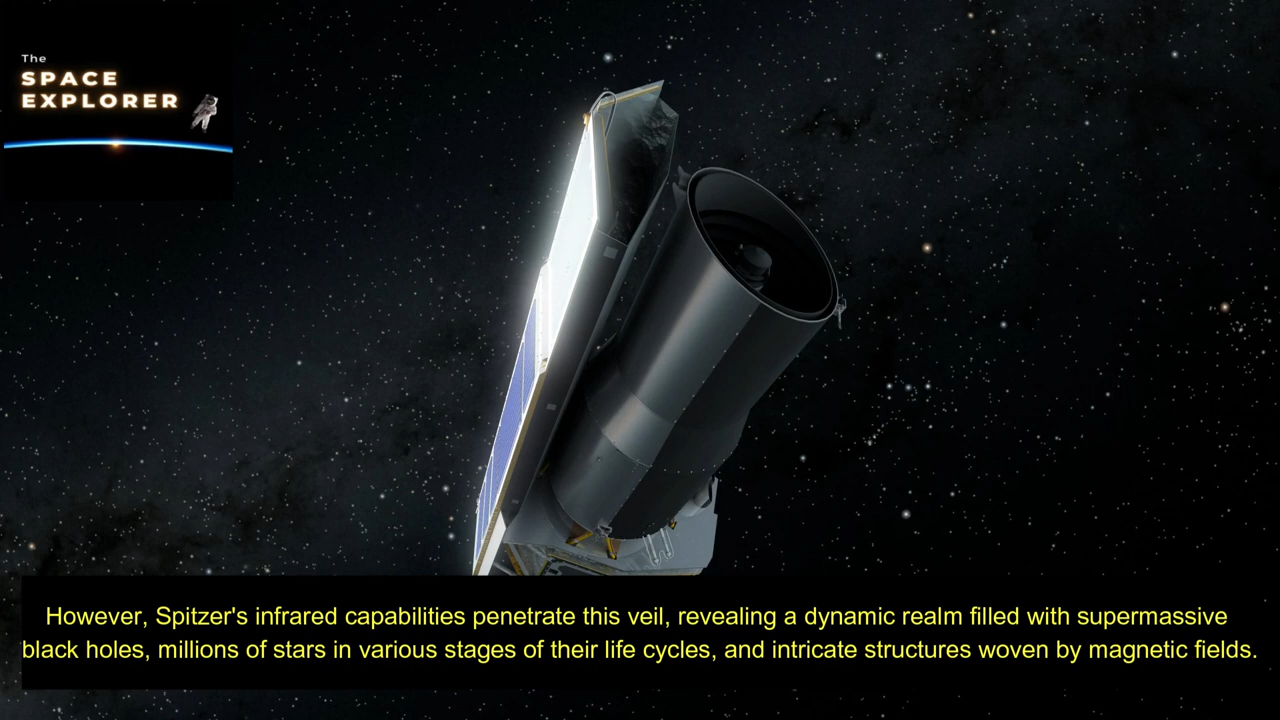 The
SPACE
EXPLORER
However, Spitzer's infrared capabilities penetrate this veil, revealing a dynamic realm filled with supermassive
black holes, millions of stars in various stages of their life cycles, and intricate structures woven by magnetic fields.